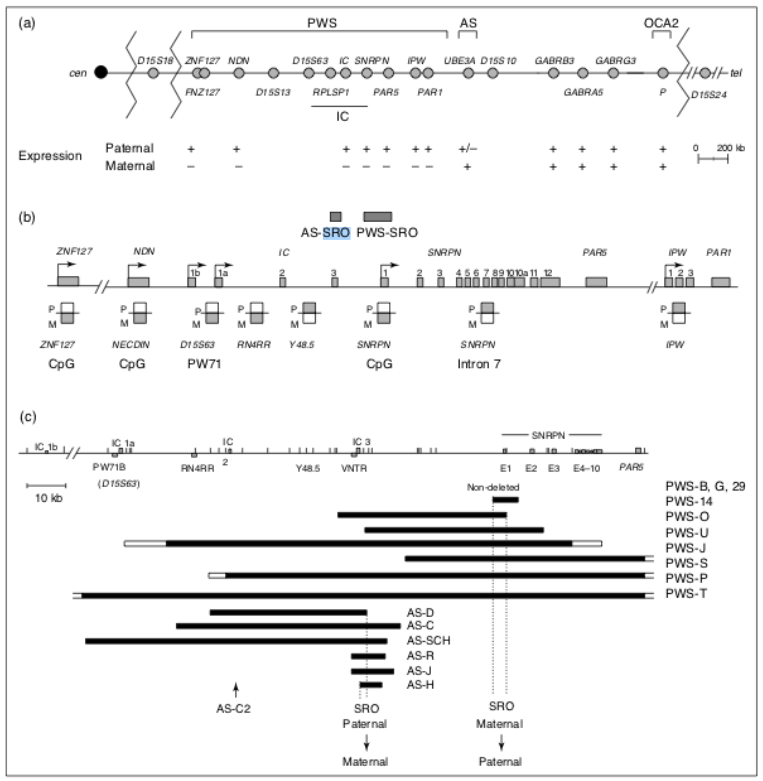 (a)
PWS AS OCA2
D15S18 ZNF127 NDN D15S63 IC SNRPN IPW UBE3A D15S10 GABRB3 GABRG3
cen tel
FNZ127 D15S13 RPLSP1 PAR5 PAR1 GABRA5 P D15S24
IC
Expression
Paternal + + + + + + + +/– + + + +
Maternal – – – – – – – + + + + +
0 200 kb
(b)
AS-SRO PWS-SRO
ZNF127 NDN IC SNRPN PAR5 IPW PAR1
1b 1a 2 3 1 2 3 4 5 6 7 8 9 10 10a 11 12 1 2 3
P P P P P P P P
M M M M M M M M
ZNF127 NECDIN D15S63 RN4RR Y48.5 SNRPN SNRPN IPW
CpG CpG PW71 CpG Intron 7
(c)
SNRPN
IC 1b IC 1a IC 2 IC 3
PW71B RN4RR Y48.5 VNTR E1 E2 E3 E4–10 PAR5
(D15S63)
10 kb
Non-deleted PWS-B, G, 29
PWS-14
PWS-O
PWS-U
PWS-J
PWS-S
PWS-P
PWS-T
AS-D
AS-C
AS-SCH
AS-R
AS-J
AS-H
AS-C2 SRO SRO
Paternal Maternal
Maternal Paternal